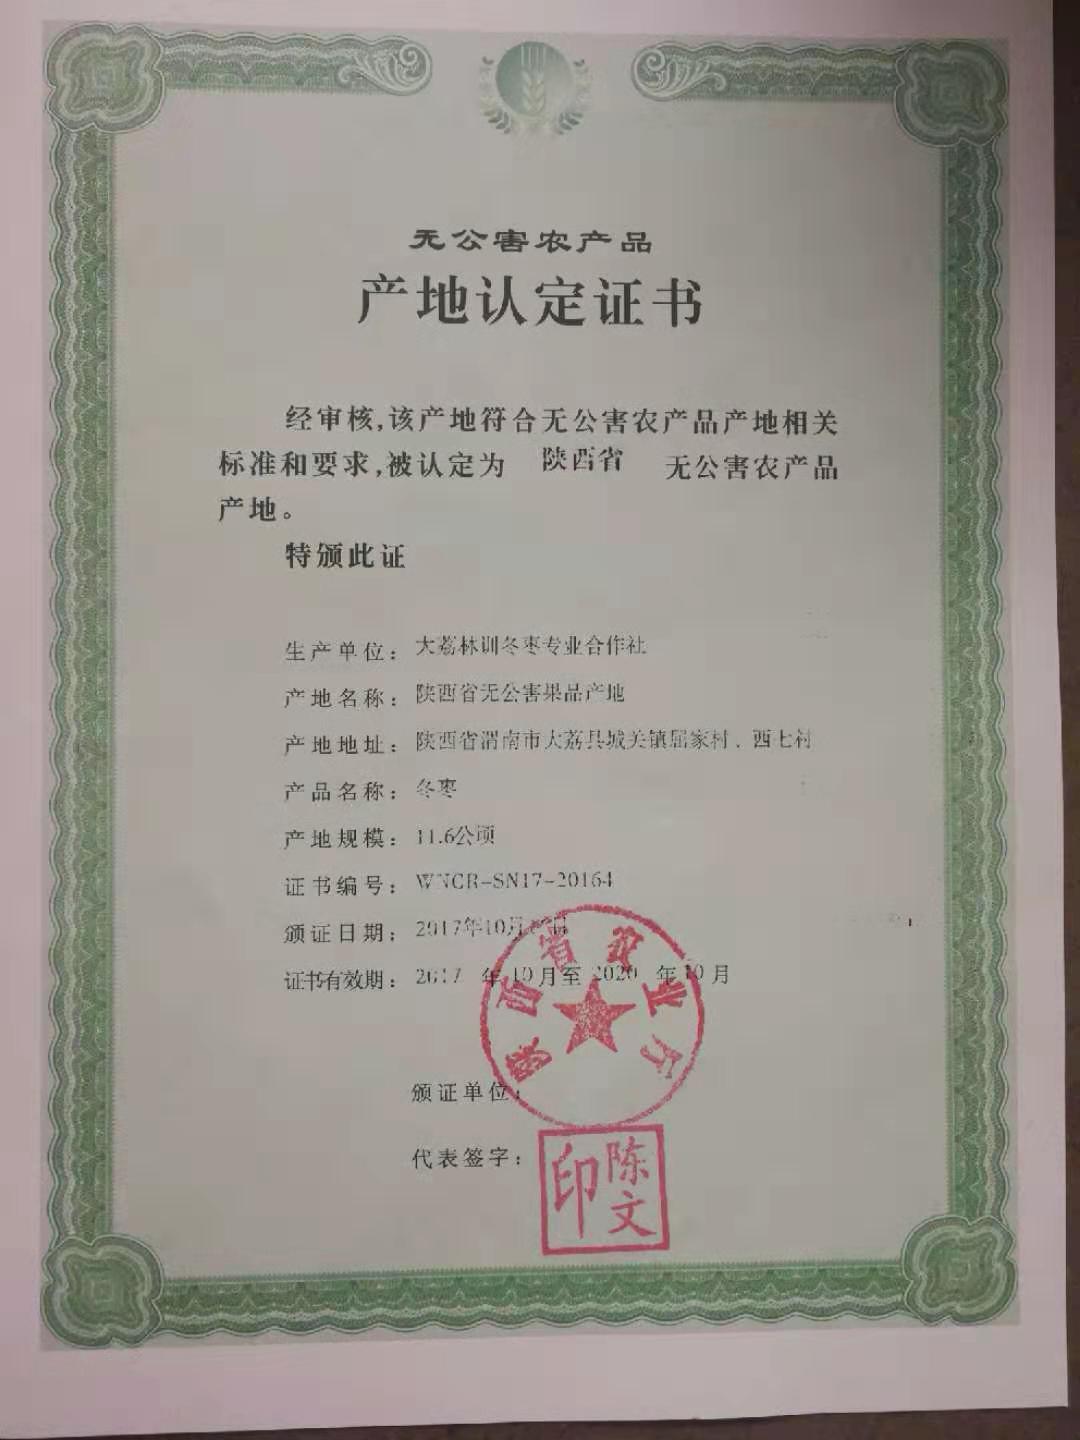 无公害农产品
产地认定证书
经审核,该产地符合无公害农产品产地相关
标准和要求,被认定为 陕西省 无公害农产品
产地。
特颁此证
生产单位: 大荔林训冬枣专业合作社
产地名称: 陕西省无公害果品产地
产地地址: 陕西省渭南市大荔县城关镇屈家村、西七村
产品名称: 冬枣
产地规模: 11.6公顷
证书编号: WNCR-SN17-20164
颁证日期: 2017年10月 日
证书有效期: 2017 年 10月至 2020 年 10月
陕西省农业厅
颁证单位:
代表签字:
陈文印